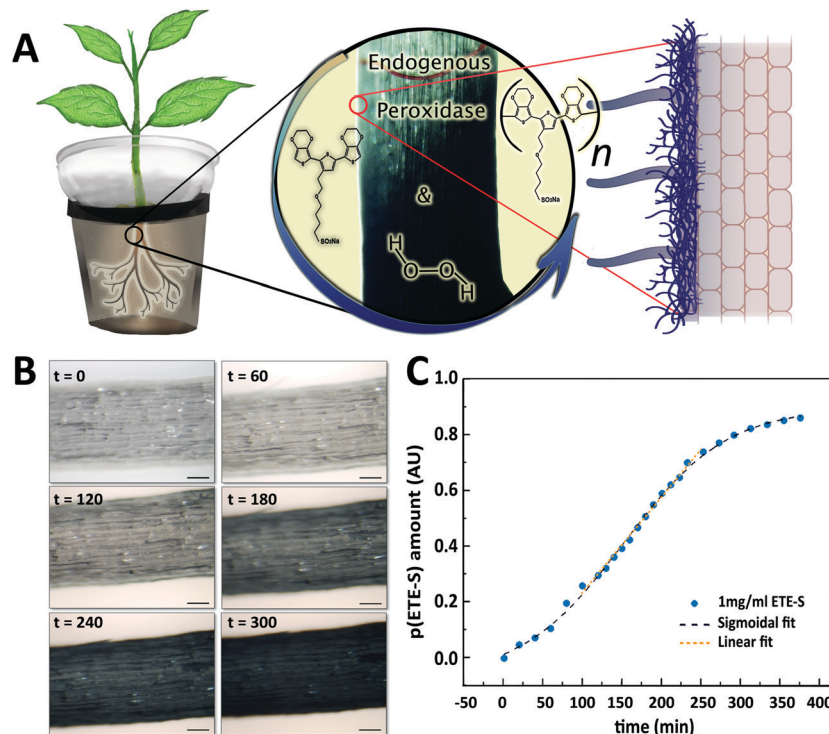 A
Endogenous
Peroxidase
&
n
SO₃Na
SO₃Na
H
O
O
H
B
t = 0
t = 60
t = 120
t = 180
t = 240
t = 300
C
p(ETE-S) amount (AU)
1.0
0.8
0.6
0.4
0.2
0.0
1mg/ml ETE-S
Sigmoidal fit
Linear fit
-50 0 50 100 150 200 250 300 350 400
time (min)